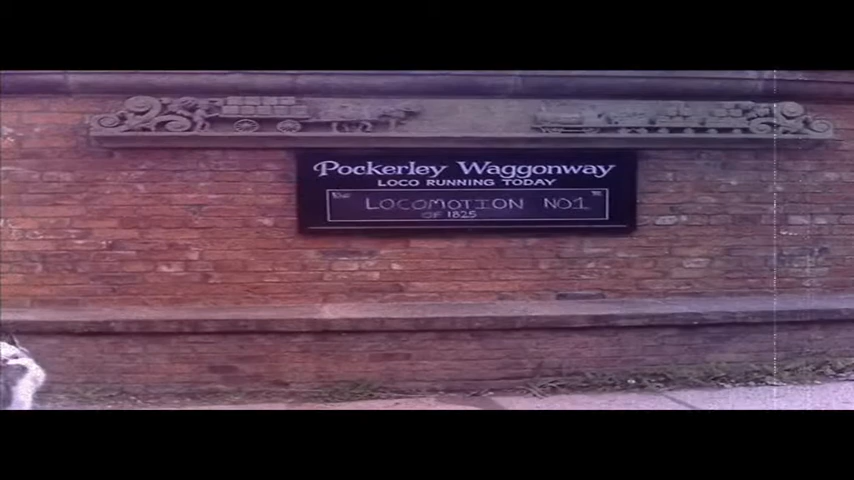 Pockerley Waggonway
LOCO RUNNING TODAY
LOCOMOTION NO1
OF 1825